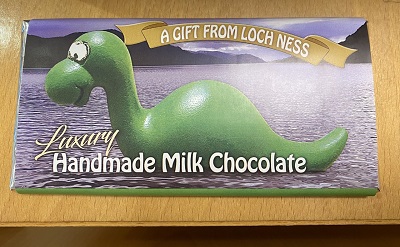 A GIFT FROM LOCH NESS
Luxury
Handmade Milk Chocolate